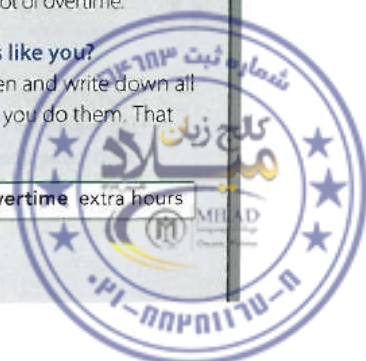 ot of overtime.
s like you?
en and write down all
you do them. That
vertime extra hours
شماره ثبت
کالج زبان
میلاد
MILAD